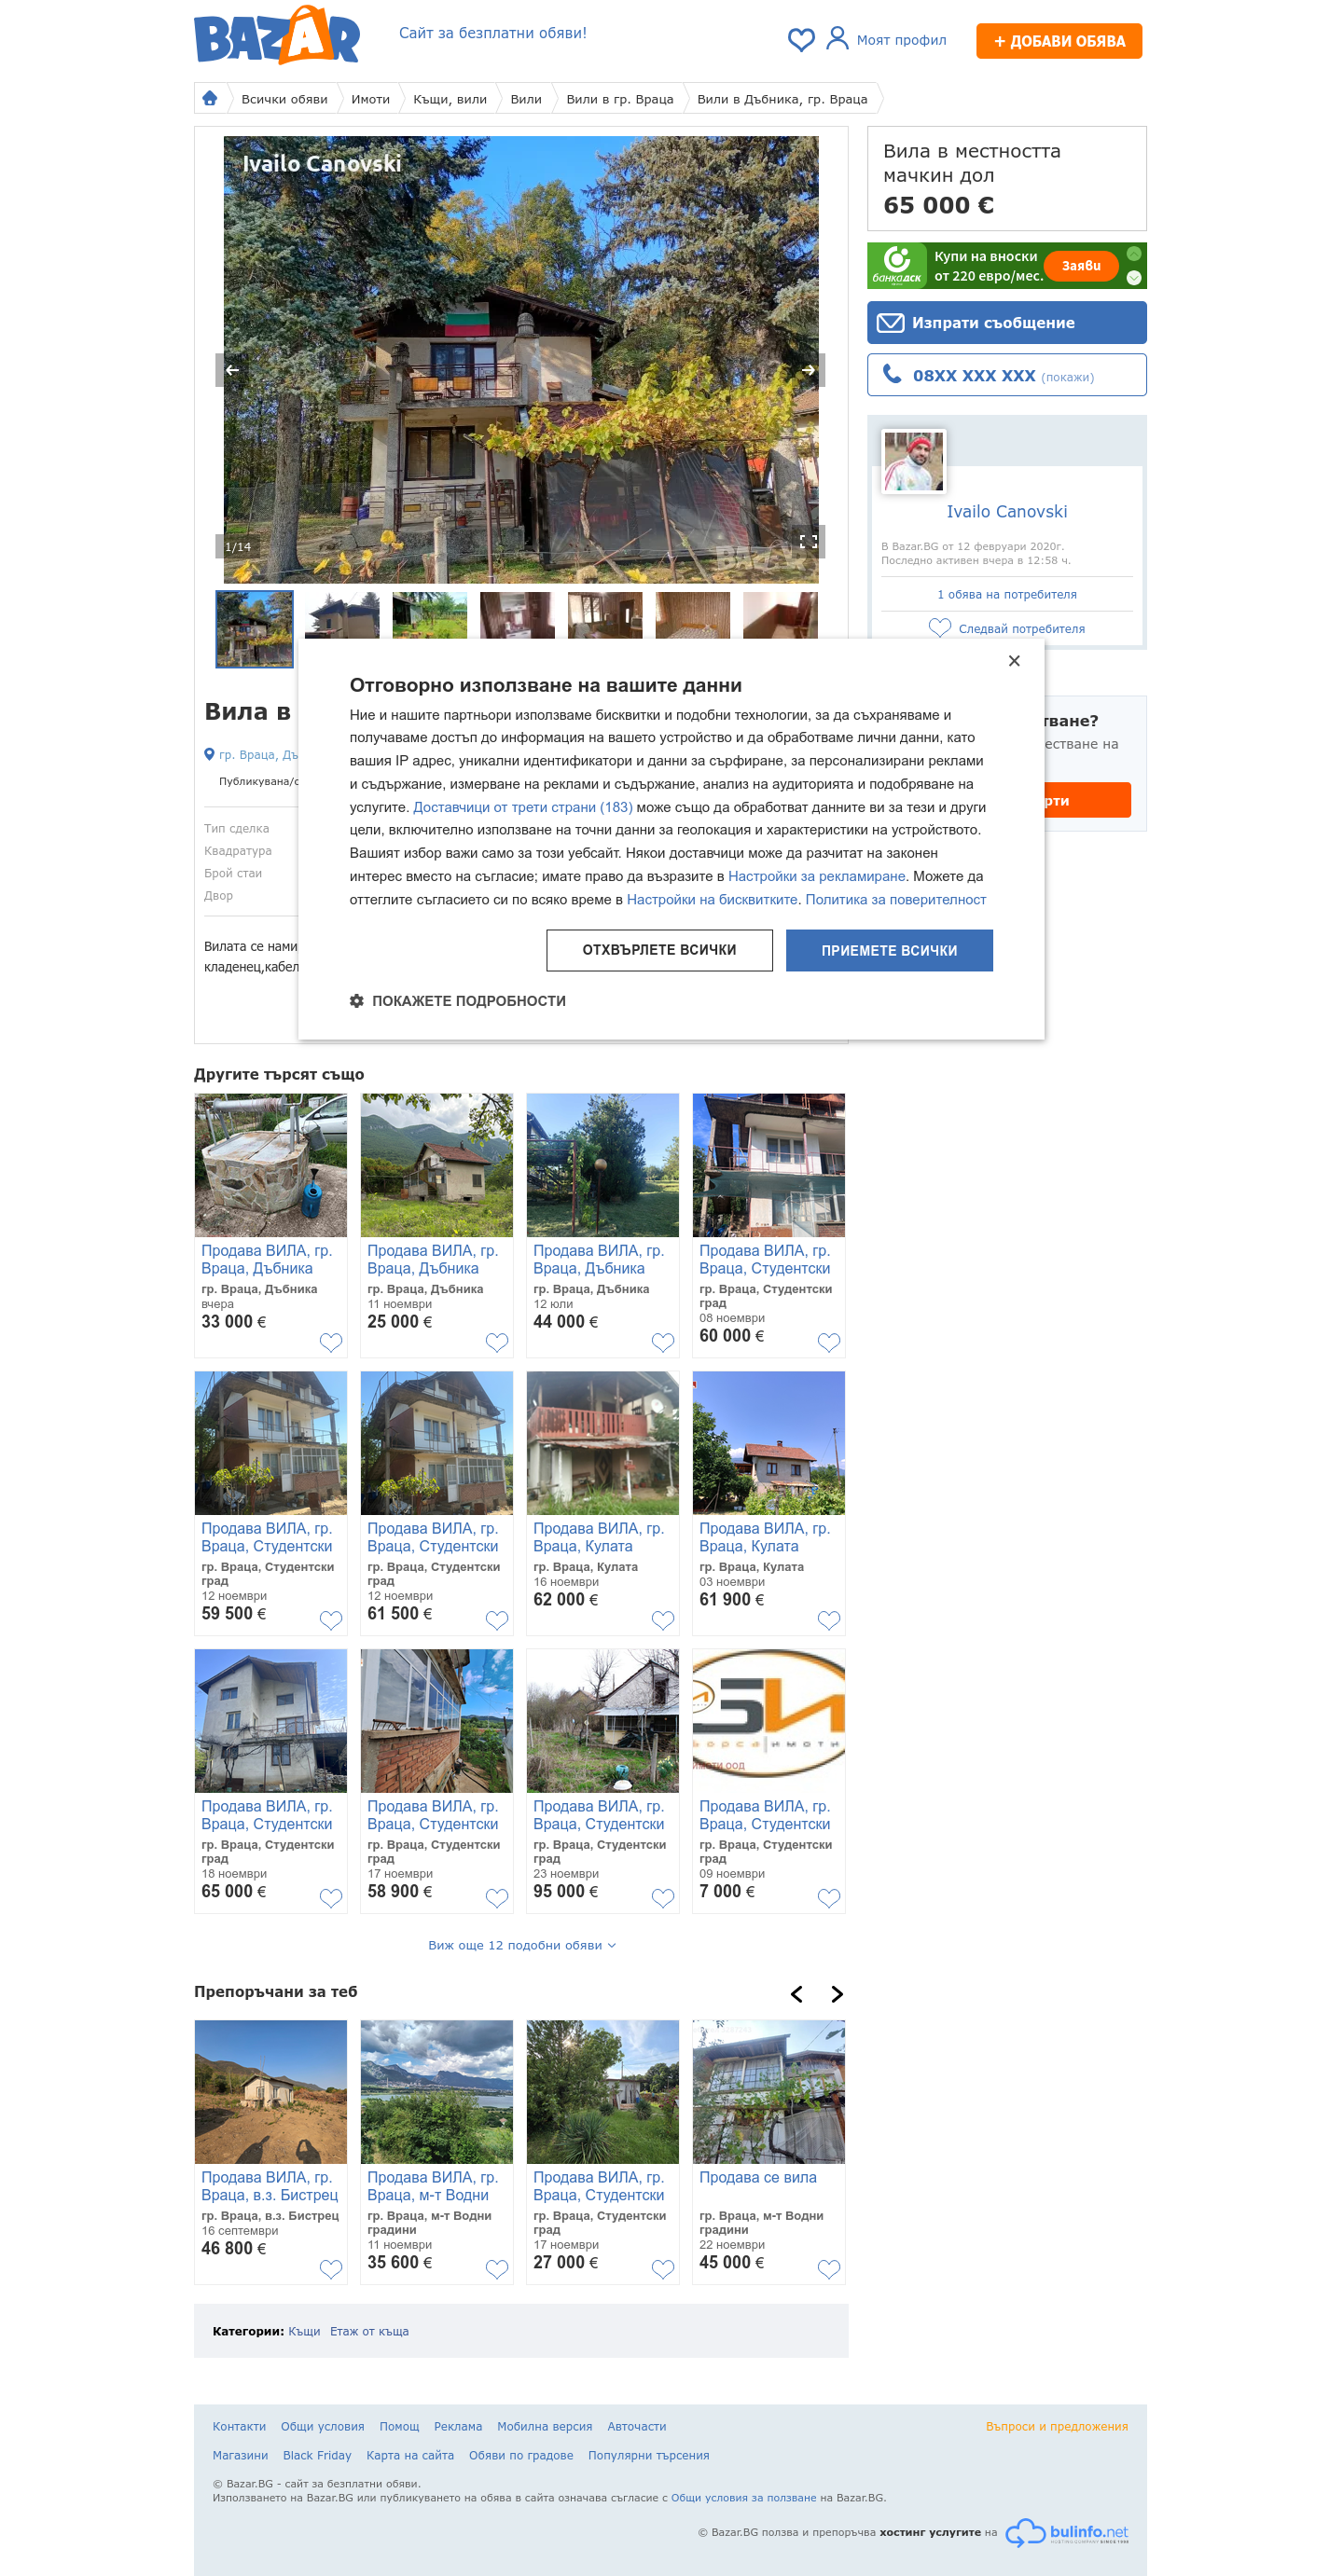 BAZAR
Сайт за безплатни обяви!
Моят профил
+ ДОБАВИ ОБЯВА
Всички обяви
Имоти
Къщи, вили
Вили
Вили в гр. Враца
Вили в Дъбника, гр. Враца
Ivailo Canovski
1/14
Вила в местността
мачкин дол
65 000 €
банкаДСК
Купи на вноски
от 220 евро/мес.
Заяви
Изпрати съобщение
08XX XXX XXX (покажи)
Ivailo Canovski
В Bazar.BG от 12 февруари 2020г.
Последно активен вчера в 12:58 ч.
1 обява на потребителя
Следвай потребителя
Вила в
гр. Враца, Дъ
Публикувана/о
Тип сделка
Квадратура
Брой стаи
Двор
Вилата се нами
кладенец,кабел
Отговорно използване на вашите данни
Ние и нашите партньори използваме бисквитки и подобни технологии, за да съхраняваме и
получаваме достъп до информация на вашето устройство и да обработваме лични данни, като
вашия IP адрес, уникални идентификатори и данни за сърфиране, за персонализирани реклами
и съдържание, измерване на реклами и съдържание, анализ на аудиторията и подобряване на
услугите. Доставчици от трети страни (183) може също да обработват данните ви за тези и други
цели, включително използване на точни данни за геолокация и характеристики на устройството.
Вашият избор важи само за този уебсайт. Някои доставчици може да разчитат на законен
интерес вместо на съгласие; имате право да възразите в Настройки за рекламиране. Можете да
оттеглите съгласието си по всяко време в Настройки на бисквитките. Политика за поверителност
ОТХВЪРЛЕТЕ ВСИЧКИ
ПРИЕМЕТЕ ВСИЧКИ
ПОКАЖЕТЕ ПОДРОБНОСТИ
тване?
естване на
рти
Другите търсят също
Продава ВИЛА, гр.
Враца, Дъбника
гр. Враца, Дъбника
вчера
33 000 €
Продава ВИЛА, гр.
Враца, Дъбника
гр. Враца, Дъбника
11 ноември
25 000 €
Продава ВИЛА, гр.
Враца, Дъбника
гр. Враца, Дъбника
12 юли
44 000 €
Продава ВИЛА, гр.
Враца, Студентски
гр. Враца, Студентски
град
08 ноември
60 000 €
Продава ВИЛА, гр.
Враца, Студентски
гр. Враца, Студентски
град
12 ноември
59 500 €
Продава ВИЛА, гр.
Враца, Студентски
гр. Враца, Студентски
град
12 ноември
61 500 €
Продава ВИЛА, гр.
Враца, Кулата
гр. Враца, Кулата
16 ноември
62 000 €
Продава ВИЛА, гр.
Враца, Кулата
гр. Враца, Кулата
03 ноември
61 900 €
Продава ВИЛА, гр.
Враца, Студентски
гр. Враца, Студентски
град
18 ноември
65 000 €
Продава ВИЛА, гр.
Враца, Студентски
гр. Враца, Студентски
град
17 ноември
58 900 €
Продава ВИЛА, гр.
Враца, Студентски
гр. Враца, Студентски
град
23 ноември
95 000 €
Продава ВИЛА, гр.
Враца, Студентски
гр. Враца, Студентски
град
09 ноември
7 000 €
Виж още 12 подобни обяви
Препоръчани за теб
Продава ВИЛА, гр.
Враца, в.з. Бистрец
гр. Враца, в.з. Бистрец
16 септември
46 800 €
Продава ВИЛА, гр.
Враца, м-т Водни
гр. Враца, м-т Водни
градини
11 ноември
35 600 €
Продава ВИЛА, гр.
Враца, Студентски
гр. Враца, Студентски
град
17 ноември
27 000 €
Продава се вила
гр. Враца, м-т Водни
градини
22 ноември
45 000 €
Категории: Къщи Етаж от къща
Контакти Общи условия Помощ Реклама Мобилна версия Авточасти
Въпроси и предложения
Магазини Black Friday Карта на сайта Обяви по градове Популярни търсения
© Bazar.BG - сайт за безплатни обяви.
Използването на Bazar.BG или публикуването на обява в сайта означава съгласие с Общи условия за ползване на Bazar.BG.
© Bazar.BG ползва и препоръчва хостинг услугите на
bulinfo.net